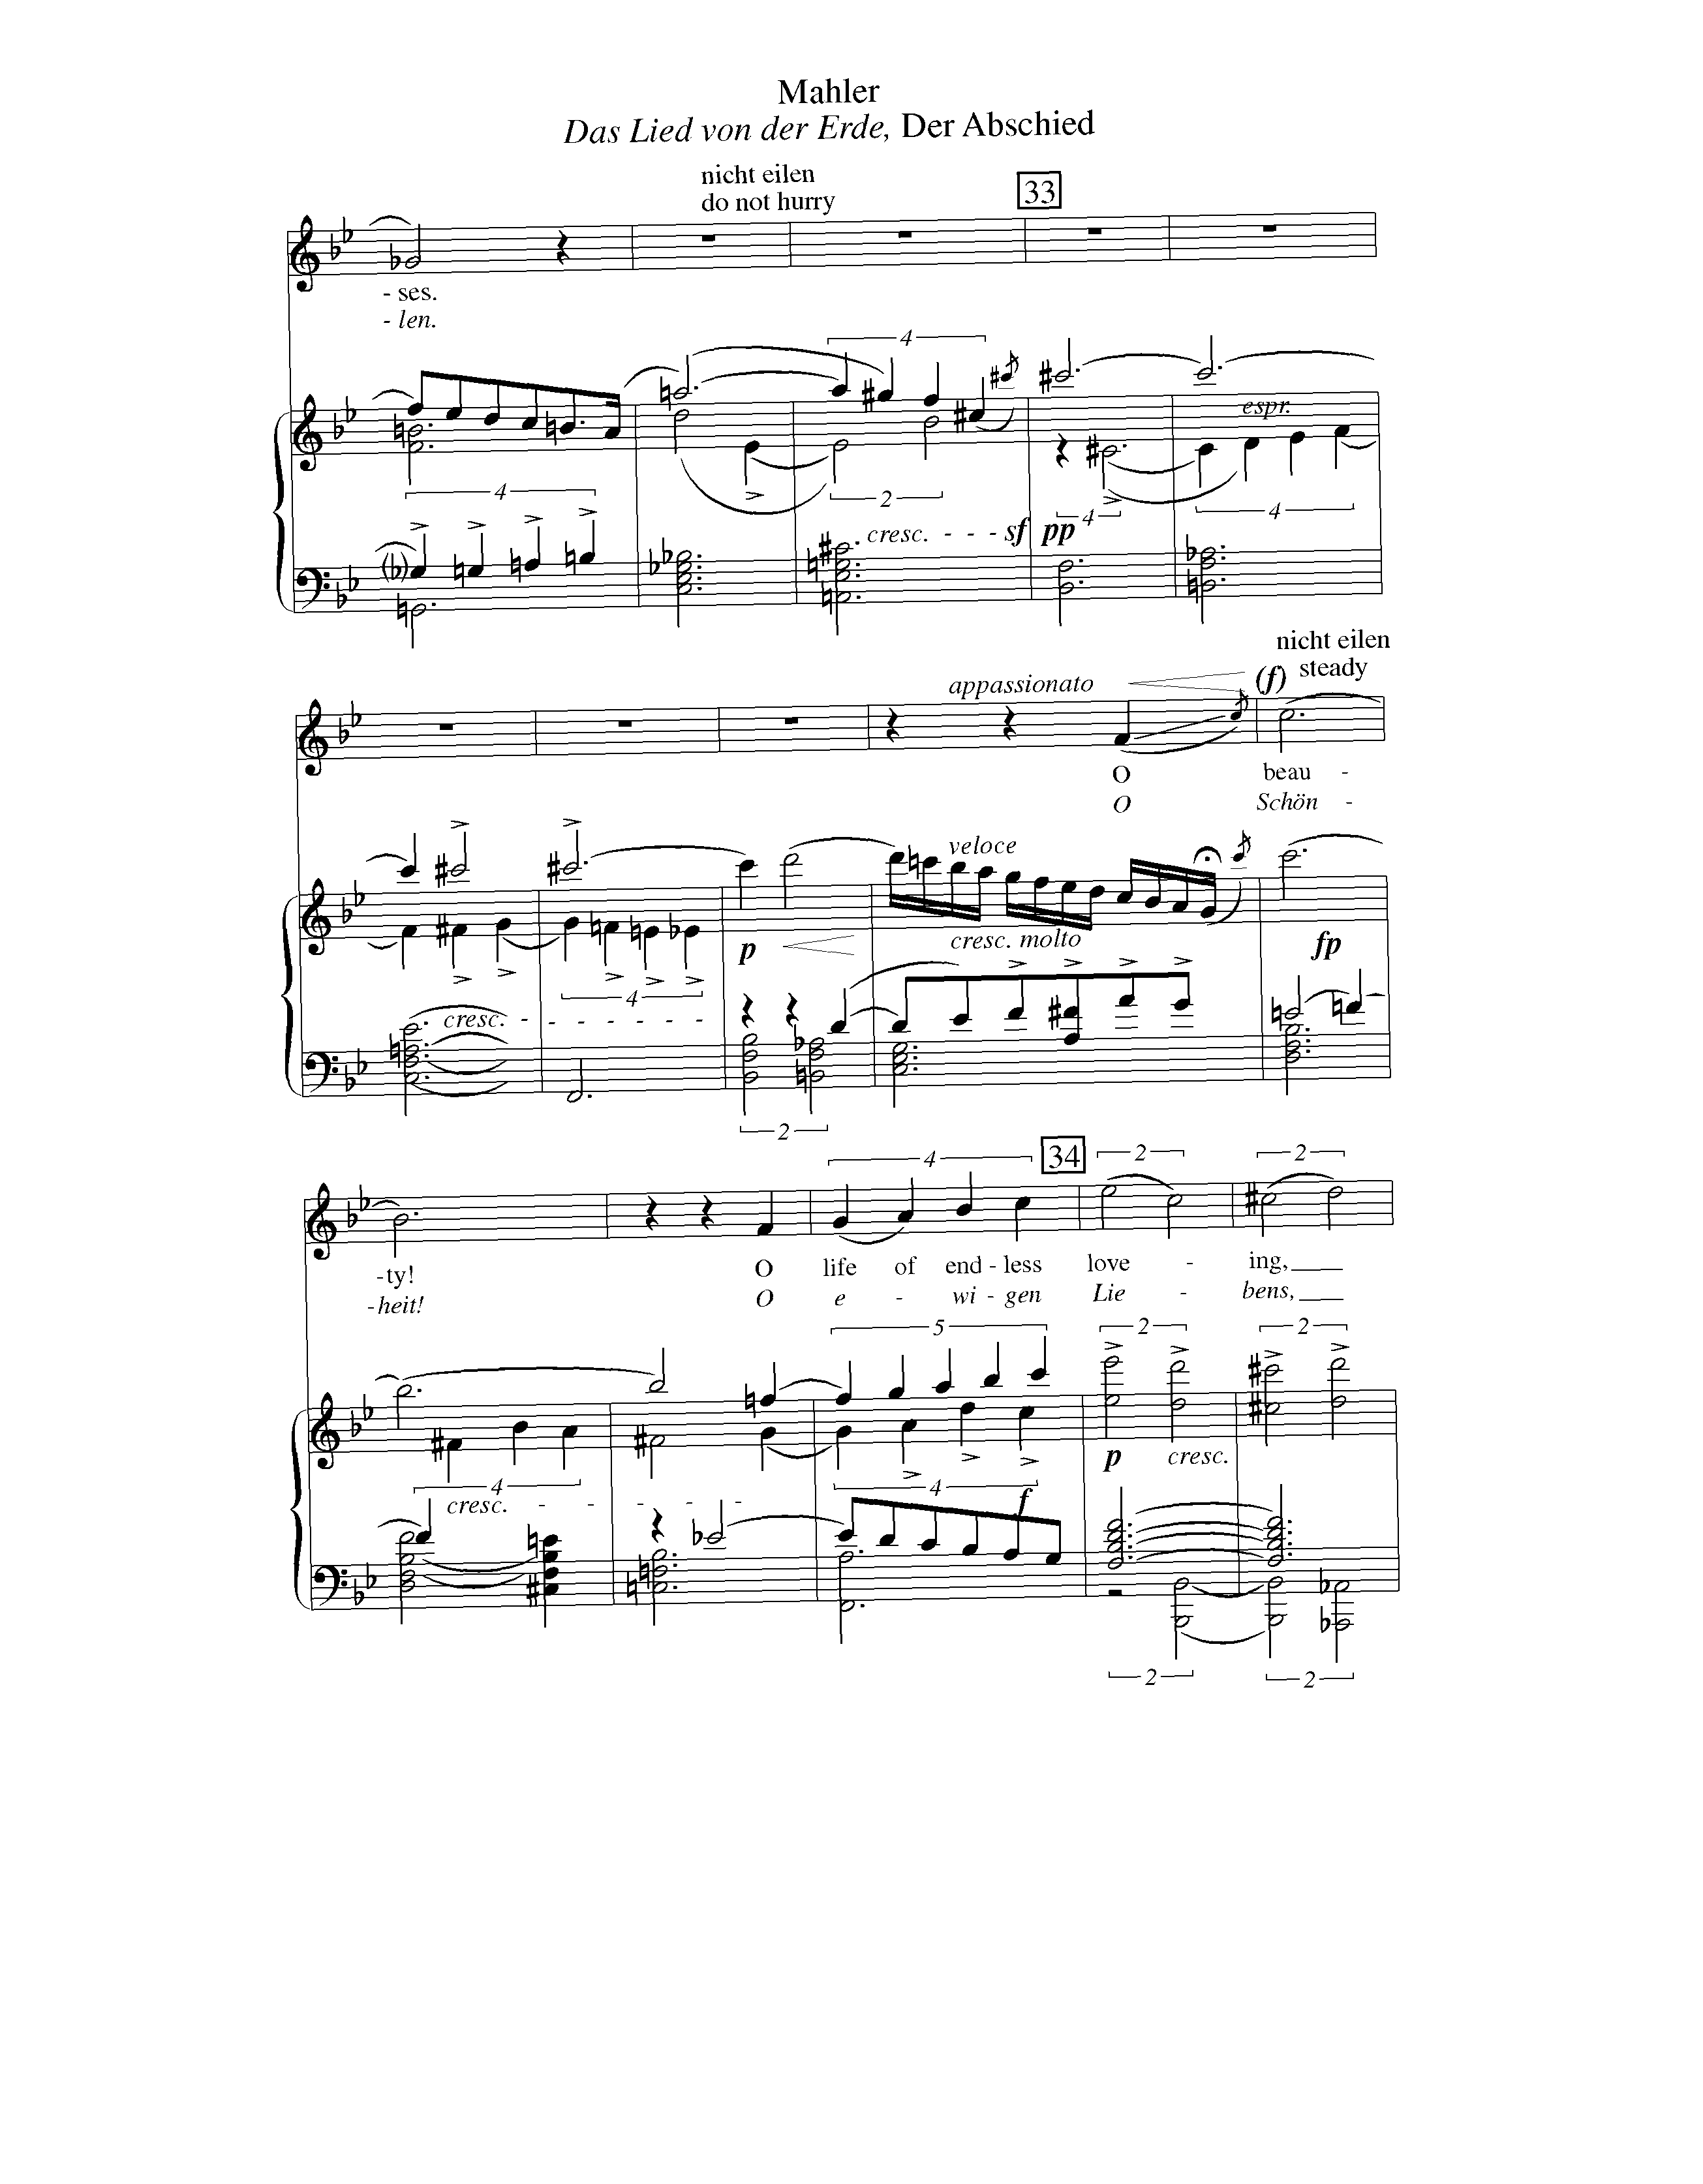 Mahler
Das Lied von der Erde, Der Abschied
nicht eilen
do not hurry
33
- ses.
- len.
4
4
espr.
4
2
4
4
cresc. - - - sf pp
nicht eilen
steady
appassionato
(f)
O beau -
O Schön -
veloce
p
cresc. molto
fp
4
cresc. - - - - - - -
2
34
4
2
2
-ty! O life of end - less love - ing,
-heit! O e - wi - gen Lie - bens,
5
2
2
p
cresc.
4
4
cresc. - - - - -
f
2
2